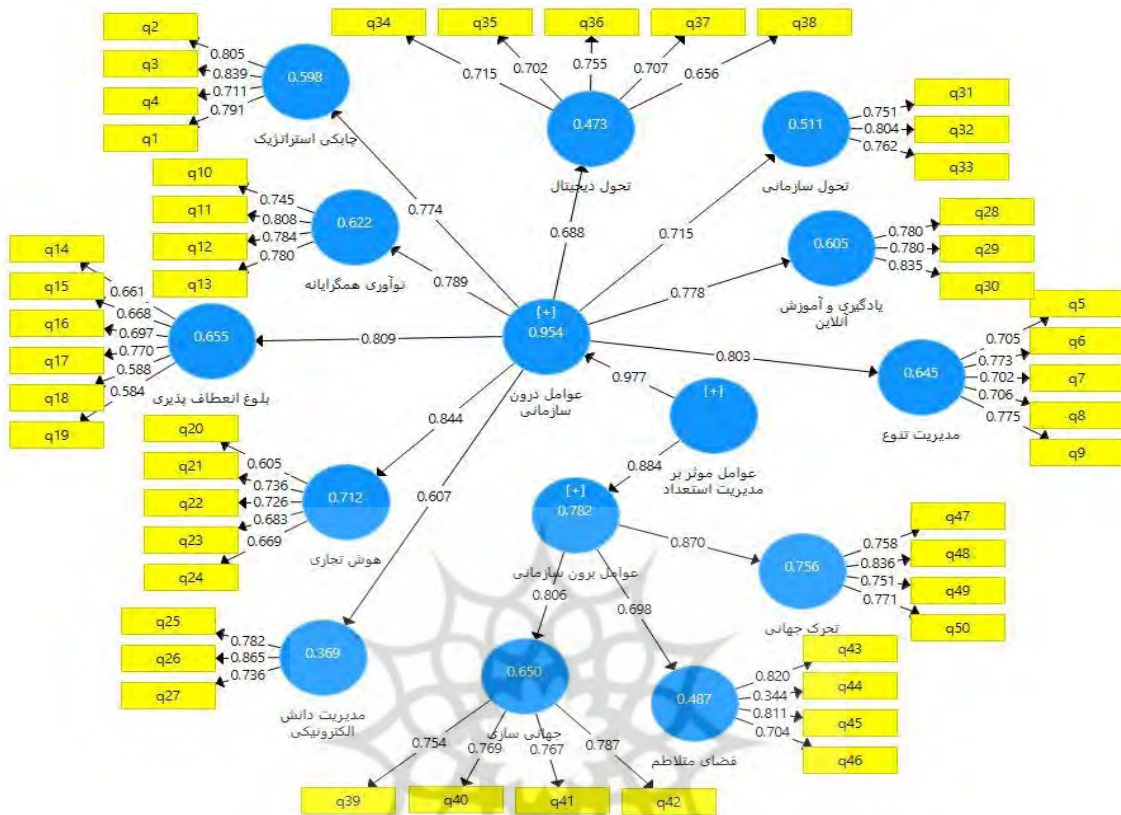 q2
q3
q4
q1
0.805
0.839
0.711
0.791
0.598
چابکی استراتژیک
q34
q35
q36
q37
q38
0.715
0.702
0.755
0.707
0.656
0.473
تحول دیجیتال
q31
q32
q33
0.751
0.804
0.762
0.511
تحول سازمانی
q10
q11
q12
q13
0.745
0.808
0.784
0.780
0.622
نوآوری همگرایانه
q28
q29
q30
0.780
0.780
0.835
0.605
یادگیری و آموزش
آنلاین
q14
q15
q16
q17
q18
q19
0.661
0.668
0.697
0.770
0.588
0.584
0.655
بلوغ انعطاف پذیری
0.774
0.688
0.715
0.789
0.778
0.809
0.803
0.844
0.607
[+]
0.954
عوامل درون
سازمانی
0.977
q5
q6
q7
q8
q9
0.705
0.773
0.702
0.706
0.775
0.645
مدیریت تنوع
[+]
عوامل موثر بر
مدیریت استعداد
0.884
q20
q21
q22
q23
q24
0.605
0.736
0.726
0.683
0.669
0.712
هوش تجاری
[+]
0.782
عوامل برون سازمانی
0.870
0.806
0.698
q47
q48
q49
q50
0.758
0.836
0.751
0.771
0.756
تحرک جهانی
q25
q26
q27
0.782
0.865
0.736
0.369
مدیریت دانش
الکترونیکی
0.650
جهانی سازی
0.754
0.769
0.767
0.787
q39
q40
q41
q42
q43
q44
q45
q46
0.820
0.344
0.811
0.704
0.487
فضای متلاطم